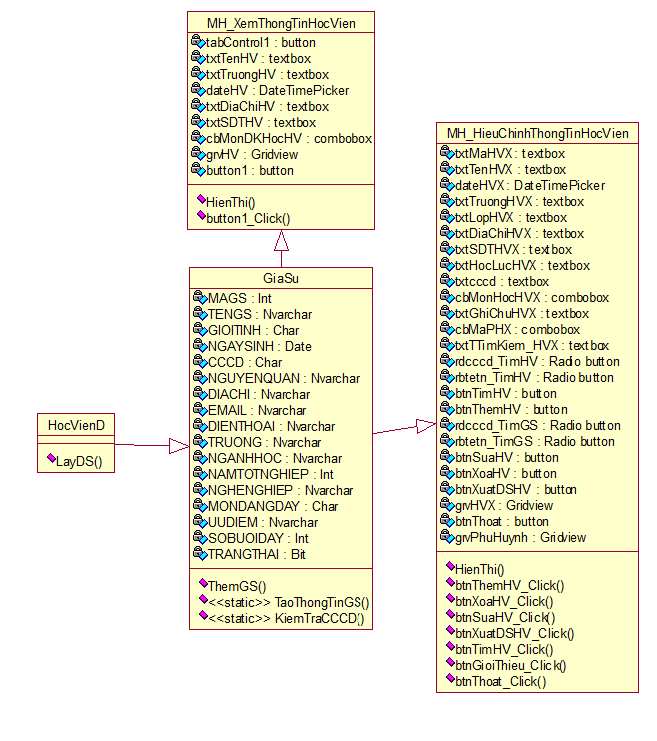 MH_XemThongTinHocVien
tabControl1 : button
txtTenHV : textbox
txtTruongHV : textbox
dateHV : DateTimePicker
txtDiaChiHV : textbox
txtSDTHV : textbox
cbMonDKHocHV : combobox
grvHV : Gridview
button1 : button
HienThi()
button1_Click()
GiaSu
MAGS : Int
TENGS : Nvarchar
GIOITINH : Char
NGAYSINH : Date
CCCD : Char
NGUYENQUAN : Nvarchar
DIACHI : Nvarchar
EMAIL : Nvarchar
DIENTHOAI : Nvarchar
TRUONG : Nvarchar
NGANHHOC : Nvarchar
NAMTOTNGHIEP : Int
NGHENGHIEP : Nvarchar
MONDANGDAY : Char
UUDIEM : Nvarchar
SOBUOIDAY : Int
TRANGTHAI : Bit
ThemGS()
<<static>> TaoThongTinGS()
<<static>> KiemTraCCCD()
HocVienD
LayDS()
MH_HieuChinhThongTinHocVien
txtMaHVX : textbox
txtTenHVX : textbox
dateHVX : DateTimePicker
txtTruongHVX : textbox
txtLopHVX : textbox
txtDiaChiHVX : textbox
txtSDTHVX : textbox
txtHocLucHVX : textbox
txtcccd : textbox
cbMonHocHVX : combobox
txtGhiChuHVX : textbox
cbMaPHX : combobox
txtTTimKiem_HVX : textbox
rdcccd_TimHV : Radio button
rbtetn_TimHV : Radio button
btnTimHV : button
btnThemHV : button
rdcccd_TimGS : Radio button
rbtetn_TimGS : Radio button
btnSuaHV : button
btnXoaHV : button
btnXuatDSHV : button
grvHVX : Gridview
btnThoat : button
grvPhuHuynh : Gridview
HienThi()
btnThemHV_Click()
btnXoaHV_Click()
btnSuaHV_Click()
btnXuatDSHV_Click()
btnTimHV_Click()
btnGioiThieu_Click()
btnThoat_Click()